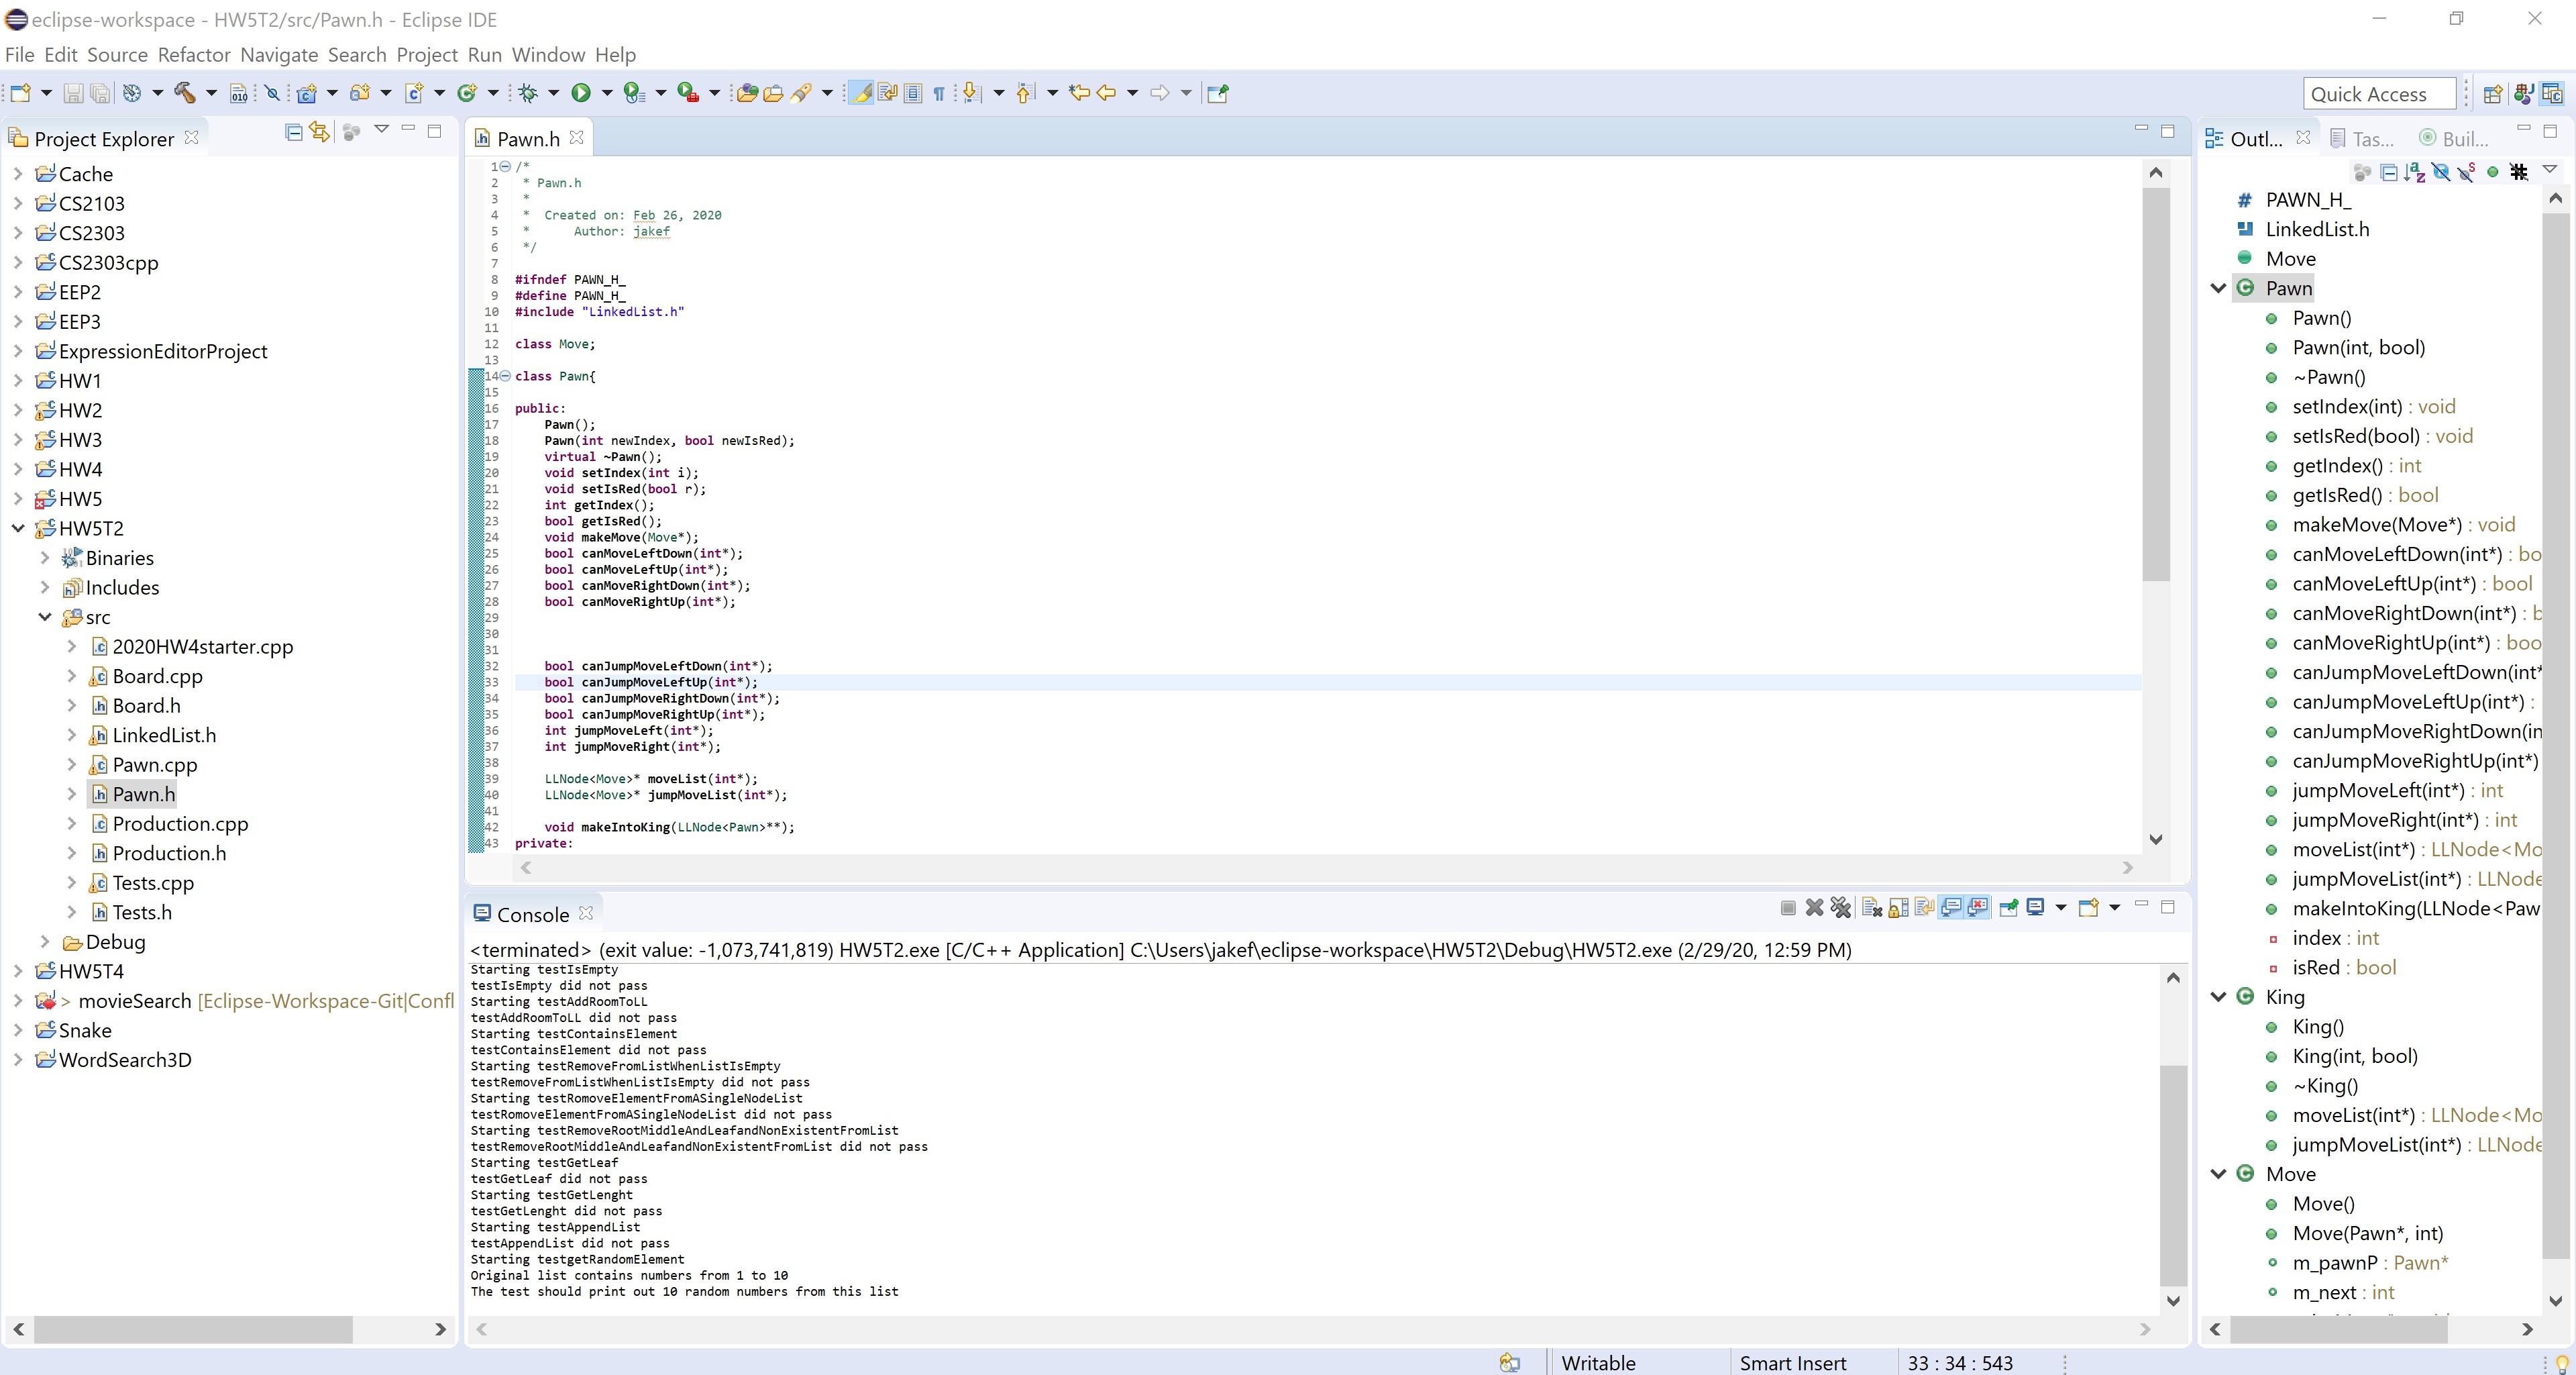 eclipse-workspace - HW5T2/src/Pawn.h - Eclipse IDE
File Edit Source Refactor Navigate Search Project Run Window Help
Quick Access
Project Explorer
Cache
CS2103
CS2303
CS2303cpp
EEP2
EEP3
ExpressionEditorProject
HW1
HW2
HW3
HW4
HW5
HW5T2
Binaries
Includes
src
2020HW4starter.cpp
Board.cpp
Board.h
LinkedList.h
Pawn.cpp
Pawn.h
Production.cpp
Production.h
Tests.cpp
Tests.h
Debug
HW5T4
> movieSearch [Eclipse-Workspace-Git|Confl
Snake
WordSearch3D
Pawn.h
1 /*
2 * Pawn.h
3 *
4 * Created on: Feb 26, 2020
5 * Author: jakef
6 */
7
8 #ifndef PAWN_H_
9 #define PAWN_H_
10 #include "LinkedList.h"
11
12 class Move;
13
14 class Pawn{
15
16 public:
17 Pawn();
18 Pawn(int newIndex, bool newIsRed);
19 virtual ~Pawn();
20 void setIndex(int i);
21 void setIsRed(bool r);
22 int getIndex();
23 bool getIsRed();
24 void makeMove(Move*);
25 bool canMoveLeftDown(int*);
26 bool canMoveLeftUp(int*);
27 bool canMoveRightDown(int*);
28 bool canMoveRightUp(int*);
29
30
31
32 bool canJumpMoveLeftDown(int*);
33 bool canJumpMoveLeftUp(int*);
34 bool canJumpMoveRightDown(int*);
35 bool canJumpMoveRightUp(int*);
36 int jumpMoveLeft(int*);
37 int jumpMoveRight(int*);
38
39 LLNode<Move>* moveList(int*);
40 LLNode<Move>* jumpMoveList(int*);
41
42 void makeIntoKing(LLNode<Pawn>**);
43 private:
Console
<terminated> (exit value: -1,073,741,819) HW5T2.exe [C/C++ Application] C:\Users\jakef\eclipse-workspace\HW5T2\Debug\HW5T2.exe (2/29/20, 12:59 PM)
Starting testIsEmpty
testIsEmpty did not pass
Starting testAddRoomToLL
testAddRoomToLL did not pass
Starting testContainsElement
testContainsElement did not pass
Starting testRemoveFromListWhenListIsEmpty
testRemoveFromListWhenListIsEmpty did not pass
Starting testRomoveElementFromASingleNodeList
testRomoveElementFromASingleNodeList did not pass
Starting testRemoveRootMiddleAndLeafandNonExistentFromList
testRemoveRootMiddleAndLeafandNonExistentFromList did not pass
Starting testGetLeaf
testGetLeaf did not pass
Starting testGetLenght
testGetLenght did not pass
Starting testAppendList
testAppendList did not pass
Starting testgetRandomElement
Original list contains numbers from 1 to 10
The test should print out 10 random numbers from this list
Outl... Tas... Buil...
PAWN_H_
LinkedList.h
Move
Pawn
Pawn()
Pawn(int, bool)
~Pawn()
setIndex(int) : void
setIsRed(bool) : void
getIndex() : int
getIsRed() : bool
makeMove(Move*) : void
canMoveLeftDown(int*) : bo
canMoveLeftUp(int*) : bool
canMoveRightDown(int*) : b
canMoveRightUp(int*) : boo
canJumpMoveLeftDown(int*
canJumpMoveLeftUp(int*) :
canJumpMoveRightDown(in
canJumpMoveRightUp(int*)
jumpMoveLeft(int*) : int
jumpMoveRight(int*) : int
moveList(int*) : LLNode<Mo
jumpMoveList(int*) : LLNode
makeIntoKing(LLNode<Paw
index : int
isRed : bool
King
King()
King(int, bool)
~King()
moveList(int*) : LLNode<Mo
jumpMoveList(int*) : LLNode
Move
Move()
Move(Pawn*, int)
m_pawnP : Pawn*
m_next : int
Writable Smart Insert 33 : 34 : 543